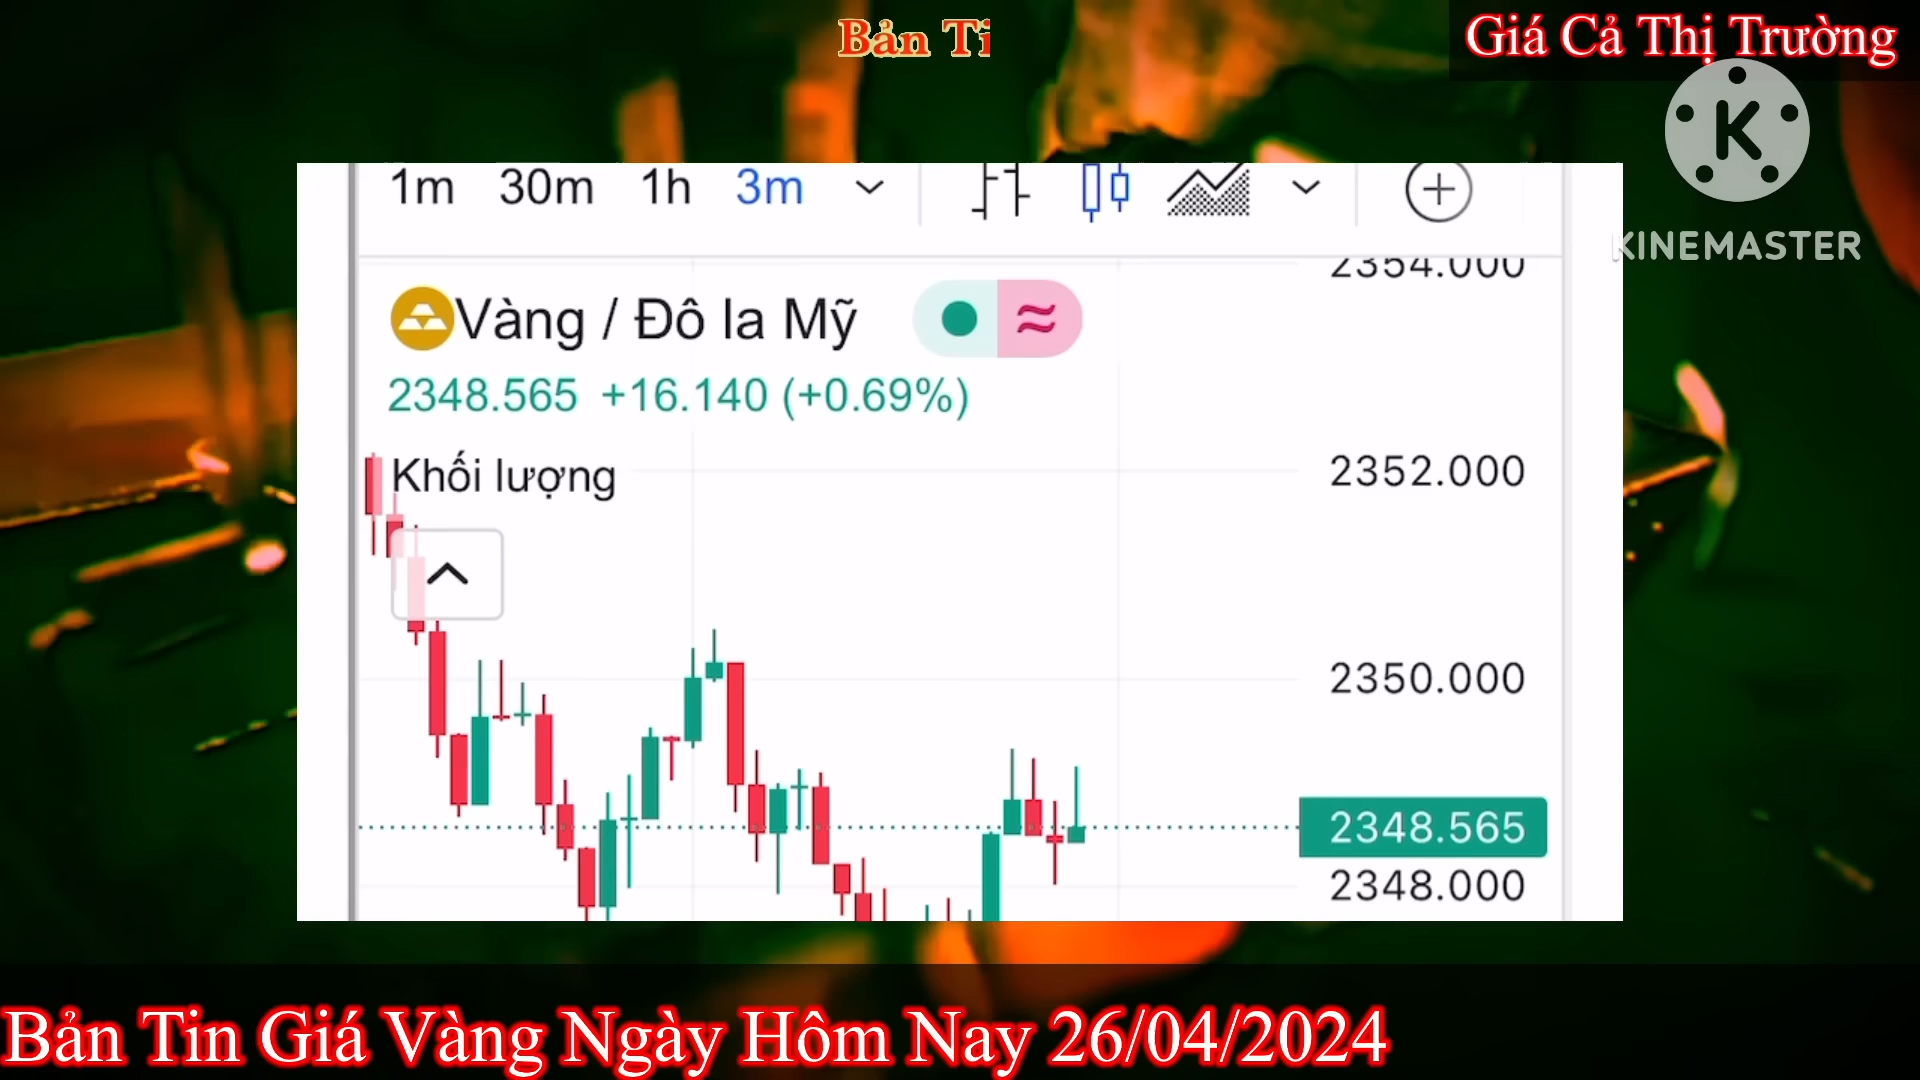 Bản Ti
Giá Cả Thị Trường
K
KINEMASTER
1m 30m 1h 3m
2354.000
Vàng / Đô la Mỹ
2348.565 +16.140 (+0.69%)
Khối lượng
2352.000
2350.000
2348.565
2348.000
Bản Tin Giá Vàng Ngày Hôm Nay 26/04/2024